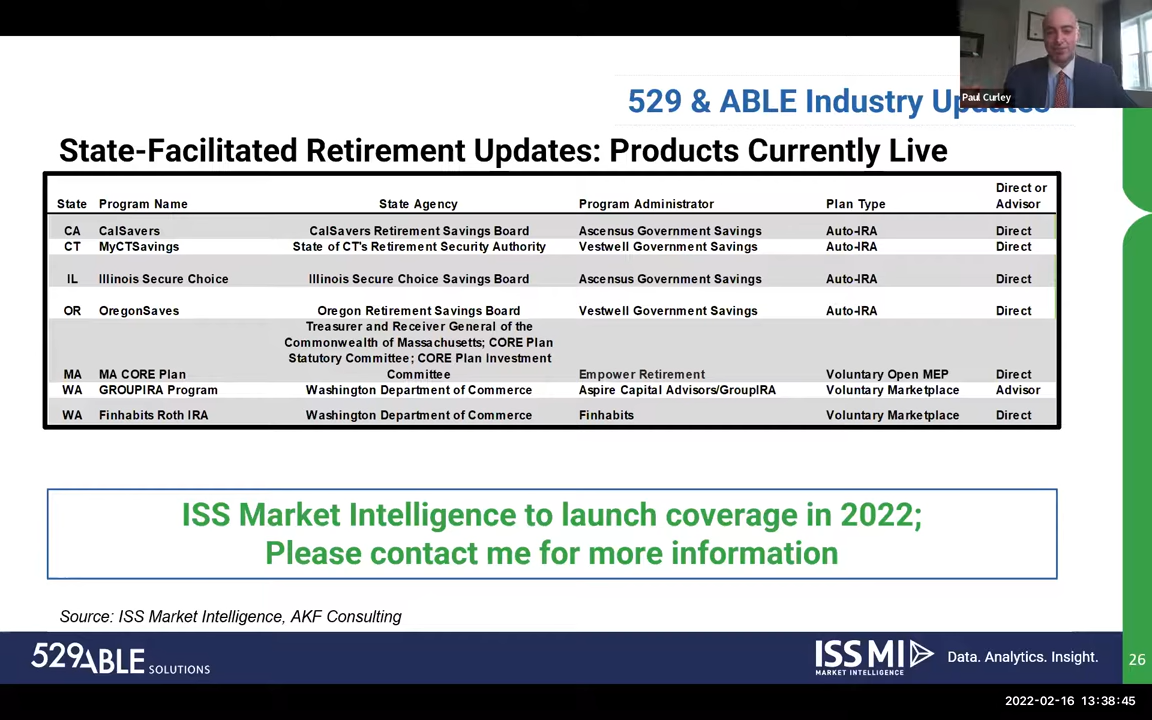 529 & ABLE Industry Updates
Paul Curley
State-Facilitated Retirement Updates: Products Currently Live
State Program Name State Agency Program Administrator Plan Type Direct or Advisor
CA CalSavers CalSavers Retirement Savings Board Ascensus Government Savings Auto-IRA Direct
CT MyCTSavings State of CT's Retirement Security Authority Vestwell Government Savings Auto-IRA Direct
IL Illinois Secure Choice Illinois Secure Choice Savings Board Ascensus Government Savings Auto-IRA Direct
OR OregonSaves Oregon Retirement Savings Board Vestwell Government Savings Auto-IRA Direct
Treasurer and Receiver General of the
Commonwealth of Massachusetts; CORE Plan
Statutory Committee; CORE Plan Investment
MA MA CORE Plan Committee Empower Retirement Voluntary Open MEP Direct
WA GROUPIRA Program Washington Department of Commerce Aspire Capital Advisors/GroupIRA Voluntary Marketplace Advisor
WA Finhabits Roth IRA Washington Department of Commerce Finhabits Voluntary Marketplace Direct
ISS Market Intelligence to launch coverage in 2022;
Please contact me for more information
Source: ISS Market Intelligence, AKF Consulting
529ABLE SOLUTIONS
ISS MI
MARKET INTELLIGENCE
Data. Analytics. Insight.
26
2022-02-16 13:38:45